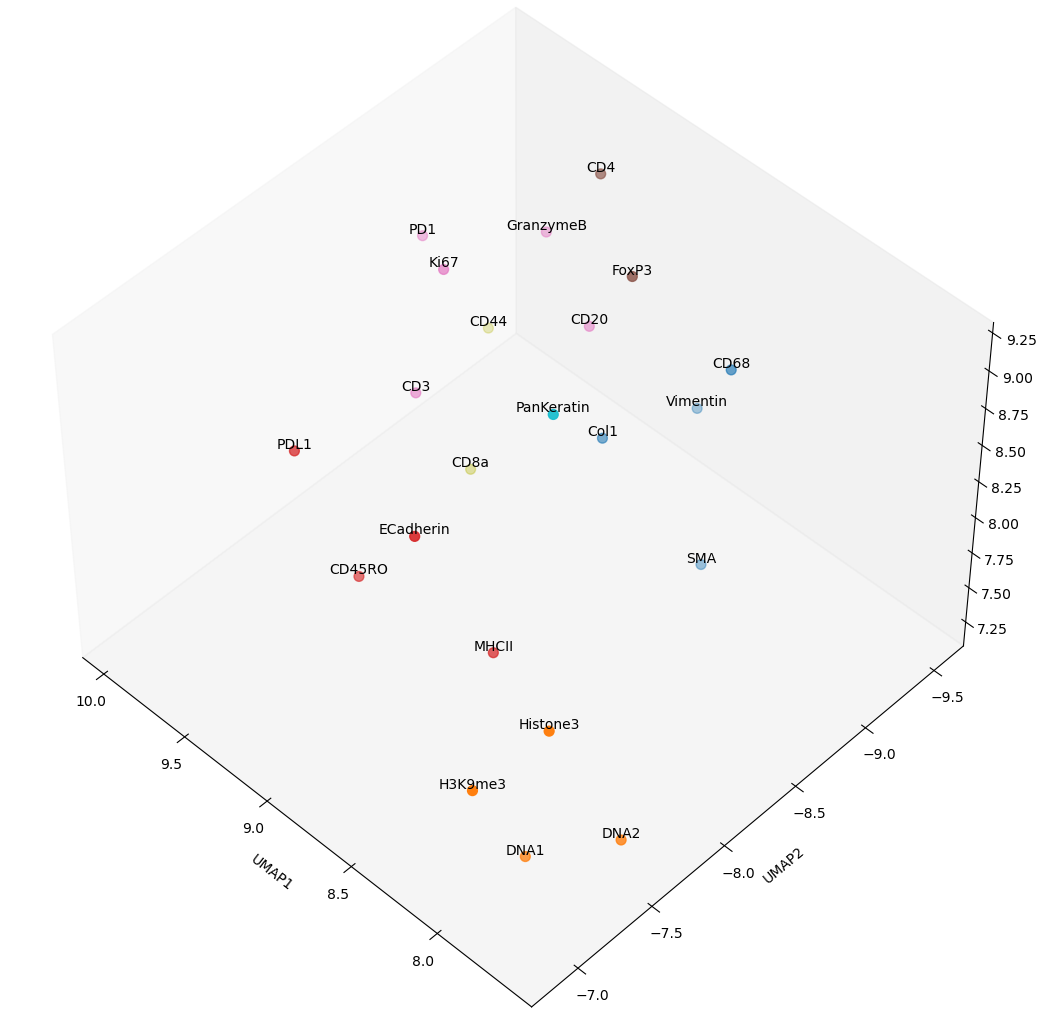 CD4
GranzymeB
PD1
Ki67
FoxP3
CD44
CD20
9.25
CD68
9.00
CD3
Vimentin
PanKeratin
8.75
Col1
PDL1
8.50
CD8a
8.25
8.00
ECadherin
7.75
SMA
CD45RO
7.50
7.25
MHCII
−9.5
10.0
Histone3
−9.0
9.5
H3K9me3
−8.5
9.0
DNA2
DNA1
UMAP2
−8.0
UMAP1
8.5
−7.5
8.0
−7.0